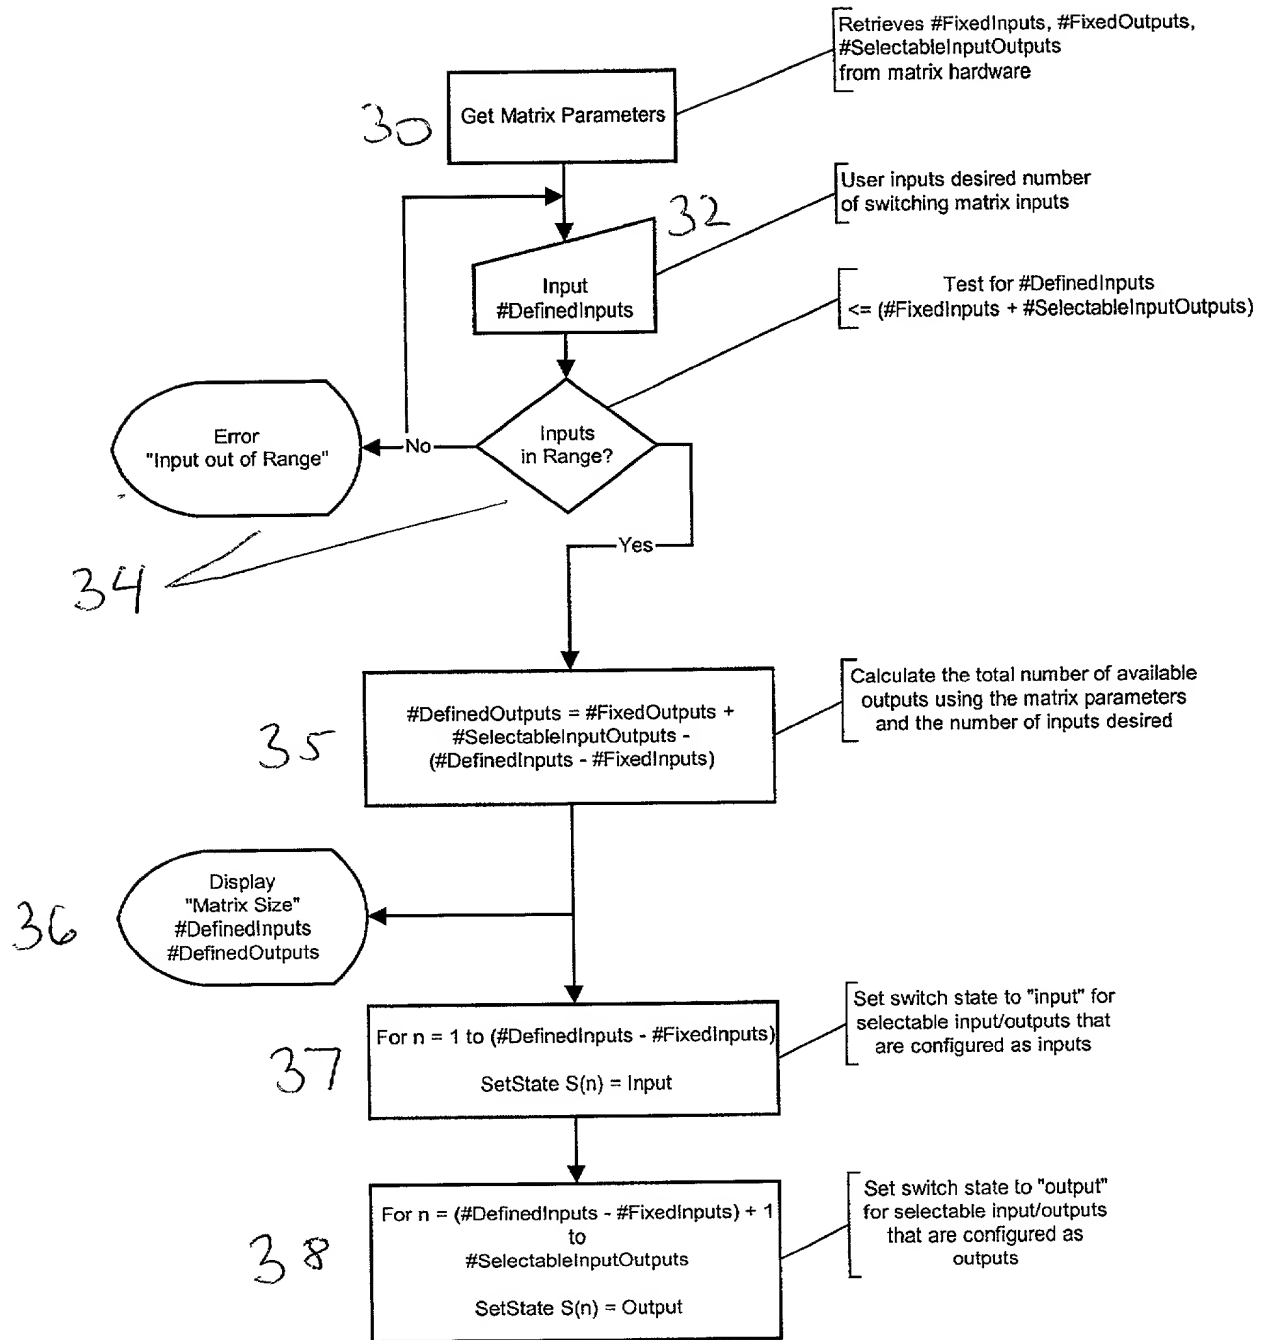 Retrieves #FixedInputs, #FixedOutputs,
#SelectableInputOutputs
from matrix hardware
30
Get Matrix Parameters
User inputs desired number
of switching matrix inputs
32
Input
#DefinedInputs
Test for #DefinedInputs
<= (#FixedInputs + #SelectableInputOutputs)
Error
"Input out of Range"
No
Inputs
in Range?
Yes
34
Calculate the total number of available
outputs using the matrix parameters
and the number of inputs desired
35
#DefinedOutputs = #FixedOutputs +
#SelectableInputOutputs -
(#DefinedInputs - #FixedInputs)
36
Display
"Matrix Size"
#DefinedInputs
#DefinedOutputs
Set switch state to "input" for
selectable input/outputs that
are configured as inputs
37
For n = 1 to (#DefinedInputs - #FixedInputs)
SetState S(n) = Input
Set switch state to "output"
for selectable input/outputs
that are configured as
outputs
38
For n = (#DefinedInputs - #FixedInputs) + 1
to
#SelectableInputOutputs
SetState S(n) = Output